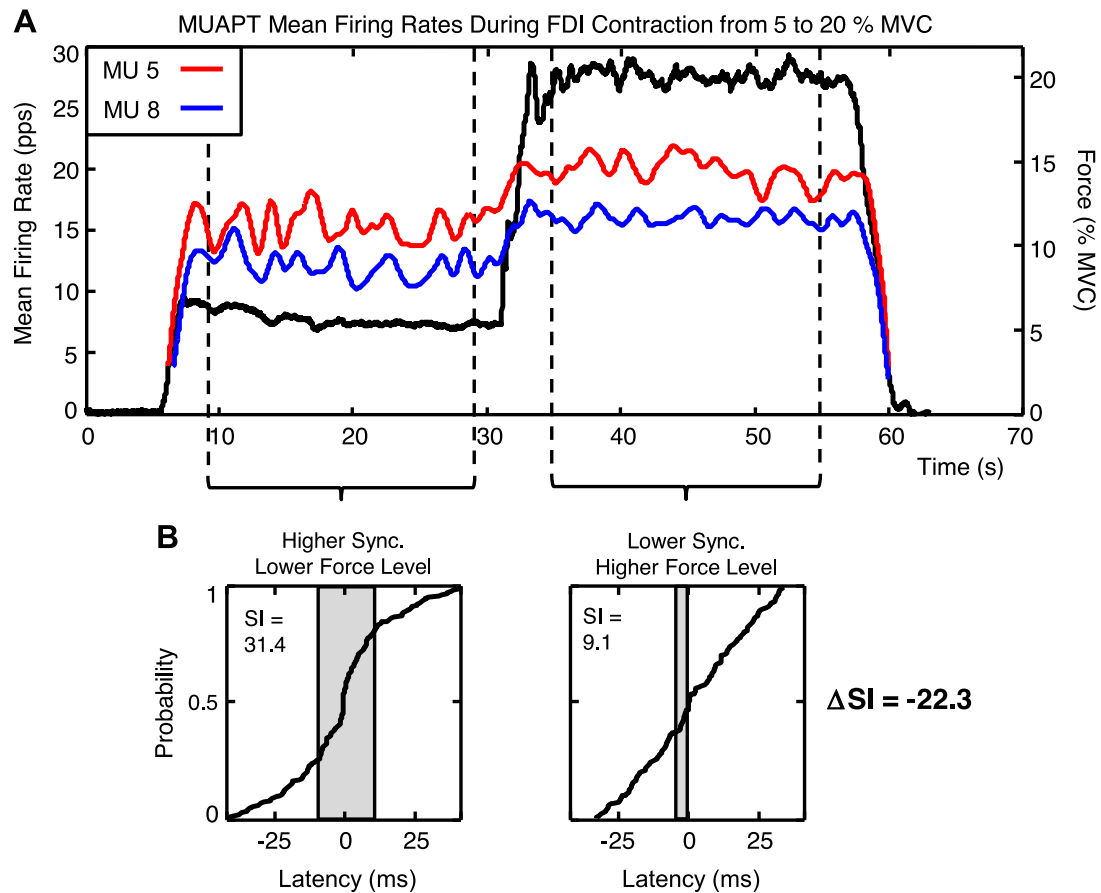 A
MUAPT Mean Firing Rates During FDI Contraction from 5 to 20 % MVC
MU 5
MU 8
Mean Firing Rate (pps)
30
25
20
15
10
5
0
Force (% MVC)
20
15
10
5
0
0 10 20 30 40 50 60 70
Time (s)
B
Higher Sync.
Lower Force Level
SI =
31.4
Probability
1
0.5
0
-25 0 25
Latency (ms)
Lower Sync.
Higher Force Level
SI =
9.1
-25 0 25
Latency (ms)
ΔSI = -22.3